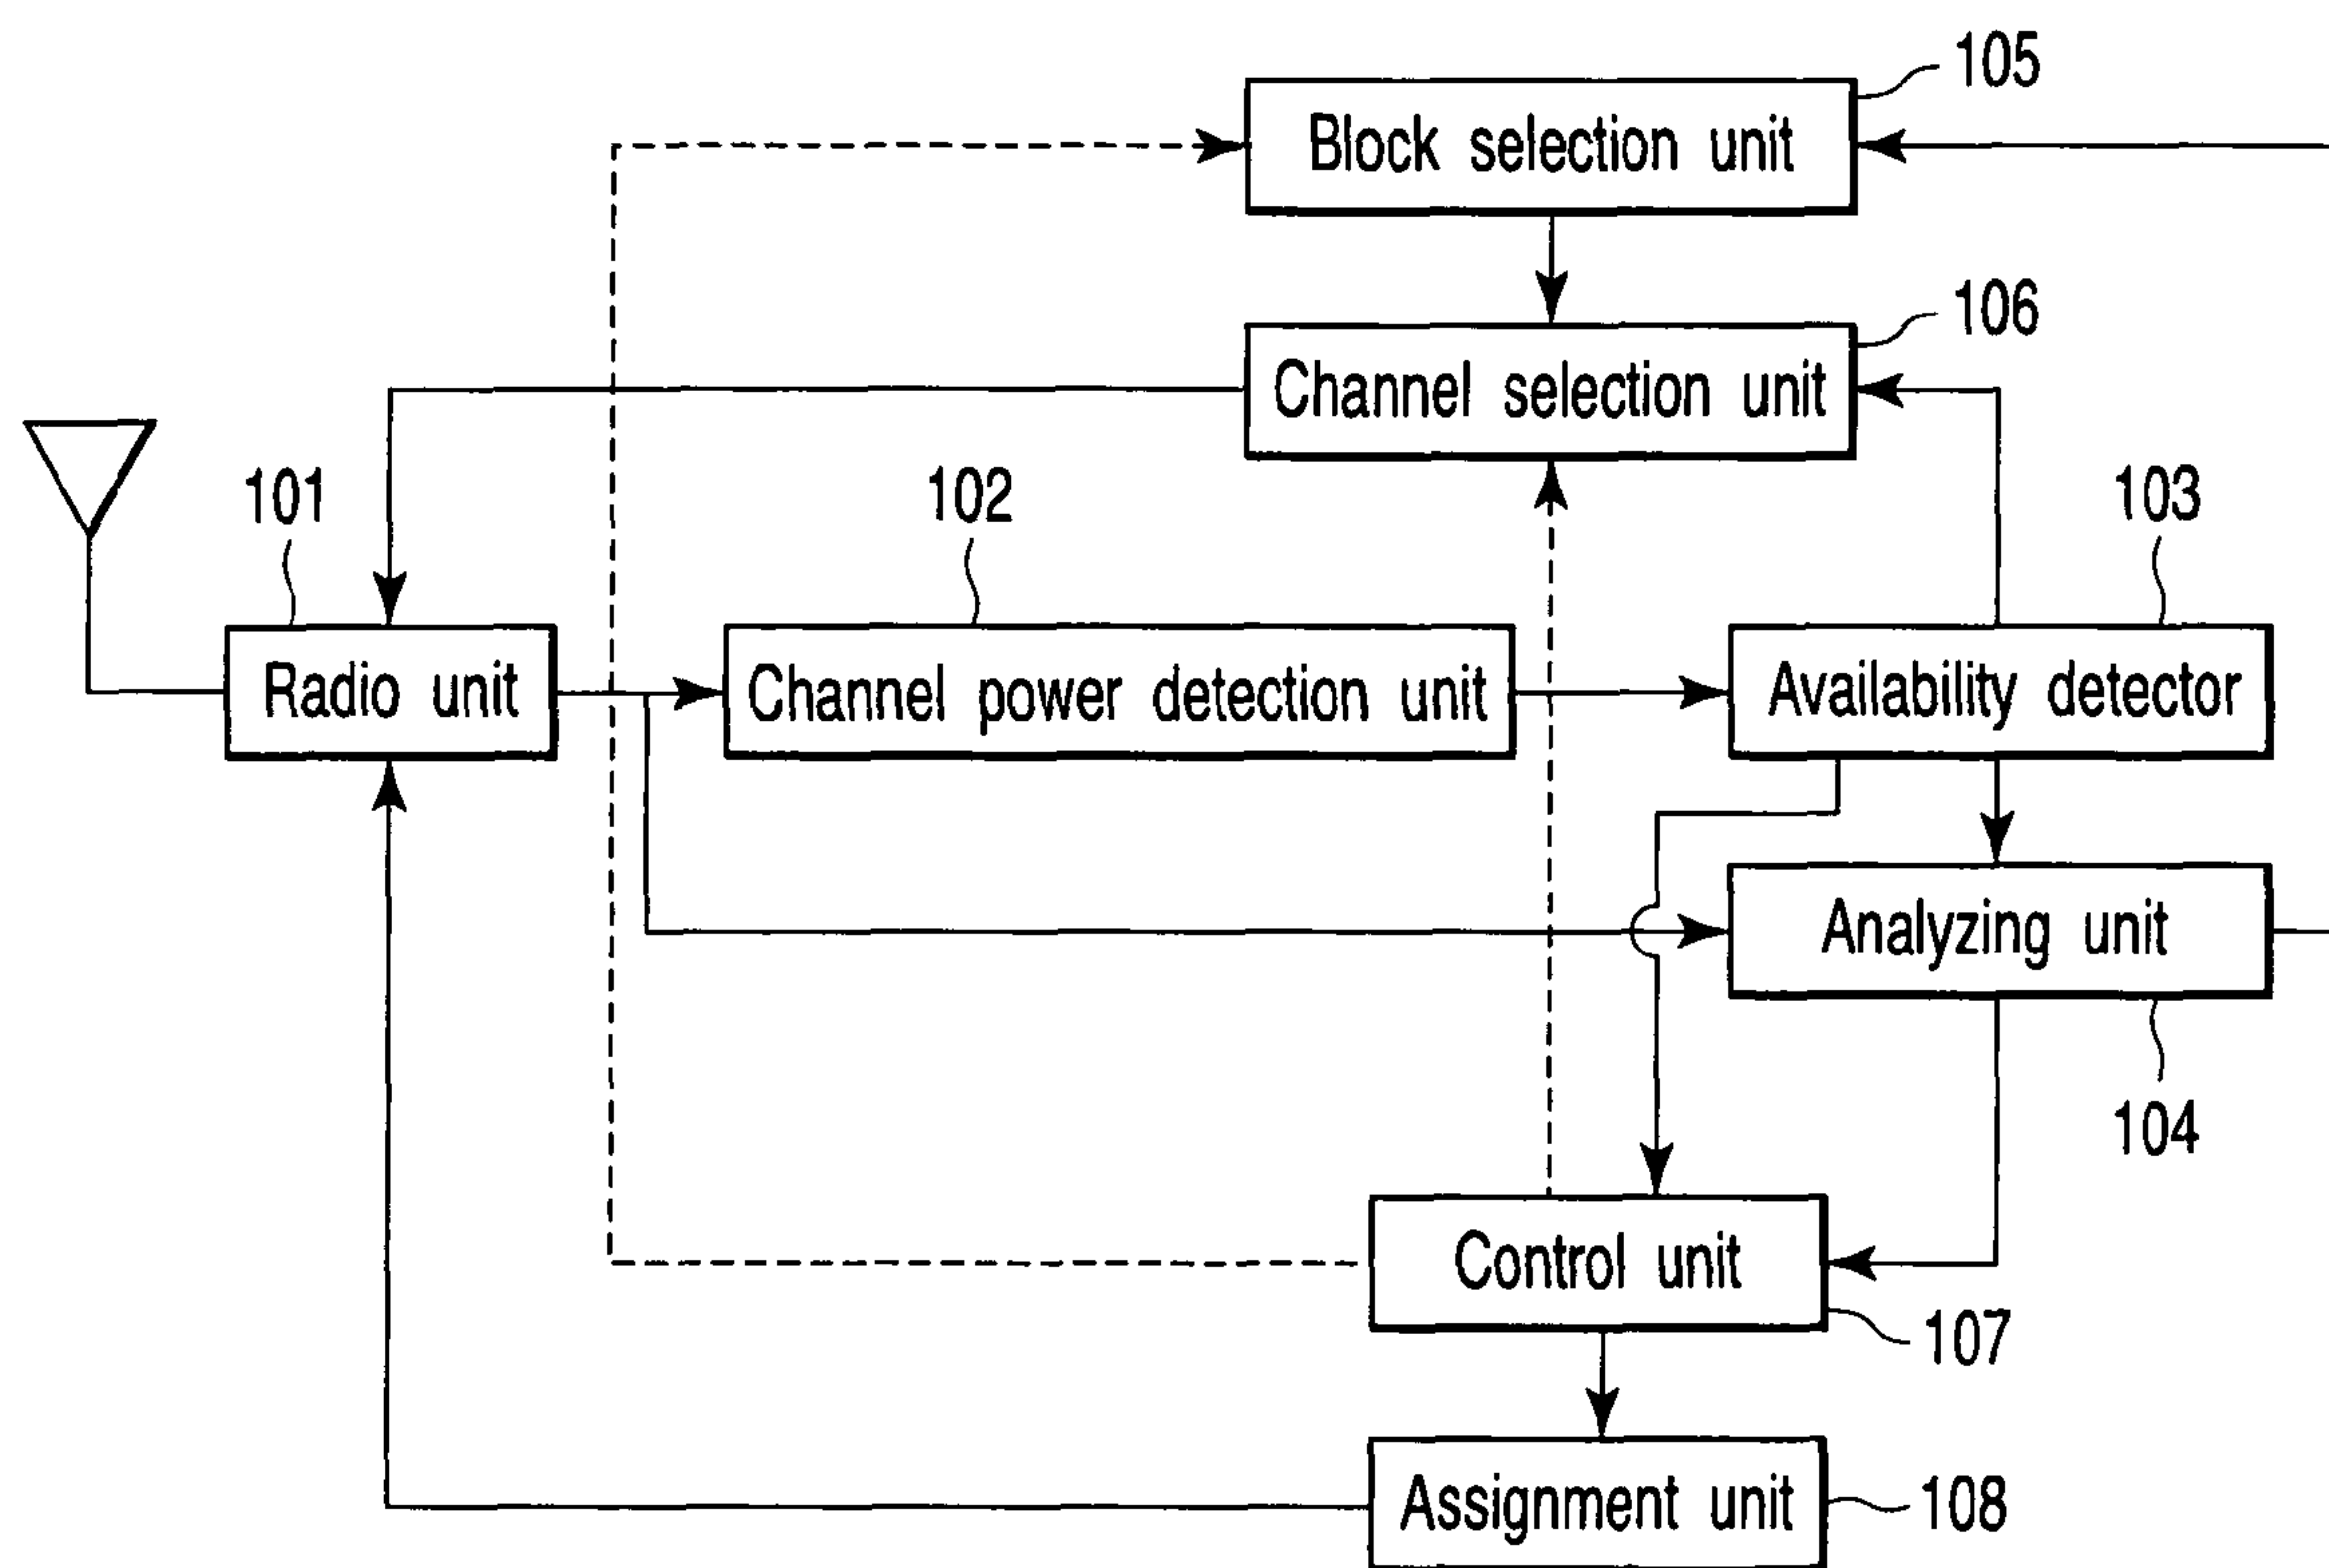 105
Block selection unit
106
Channel selection unit
101
102
103
Radio unit
Channel power detection unit
Availability detector
Analyzing unit
104
Control unit
107
Assignment unit
108